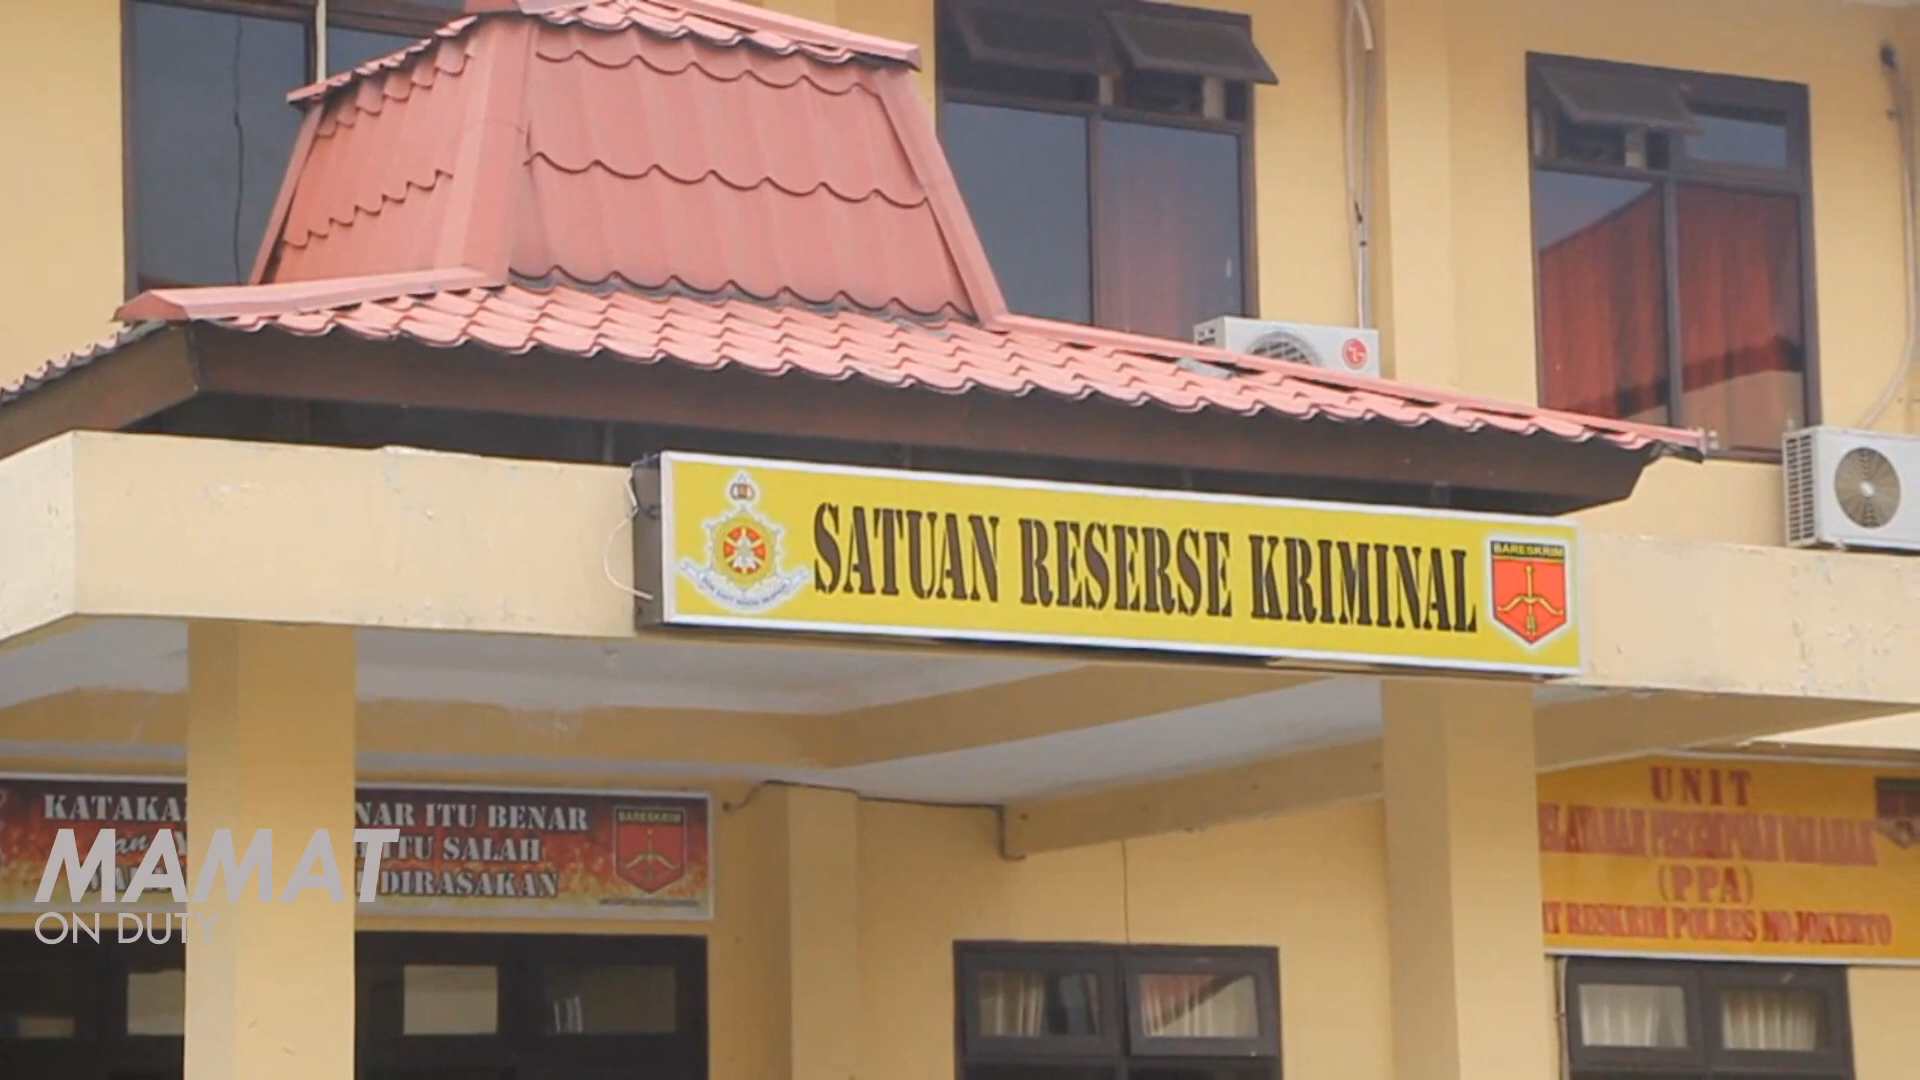 SATUAN RESERSE KRIMINAL
BARESKRIM
NAR ITU BENAR
ITU SALAH
DIRASAKAN
BARESKRIM
MAMAT
ON DUTY
UNIT
(PPA)
RESKRIM POLRES MOJOKERTO